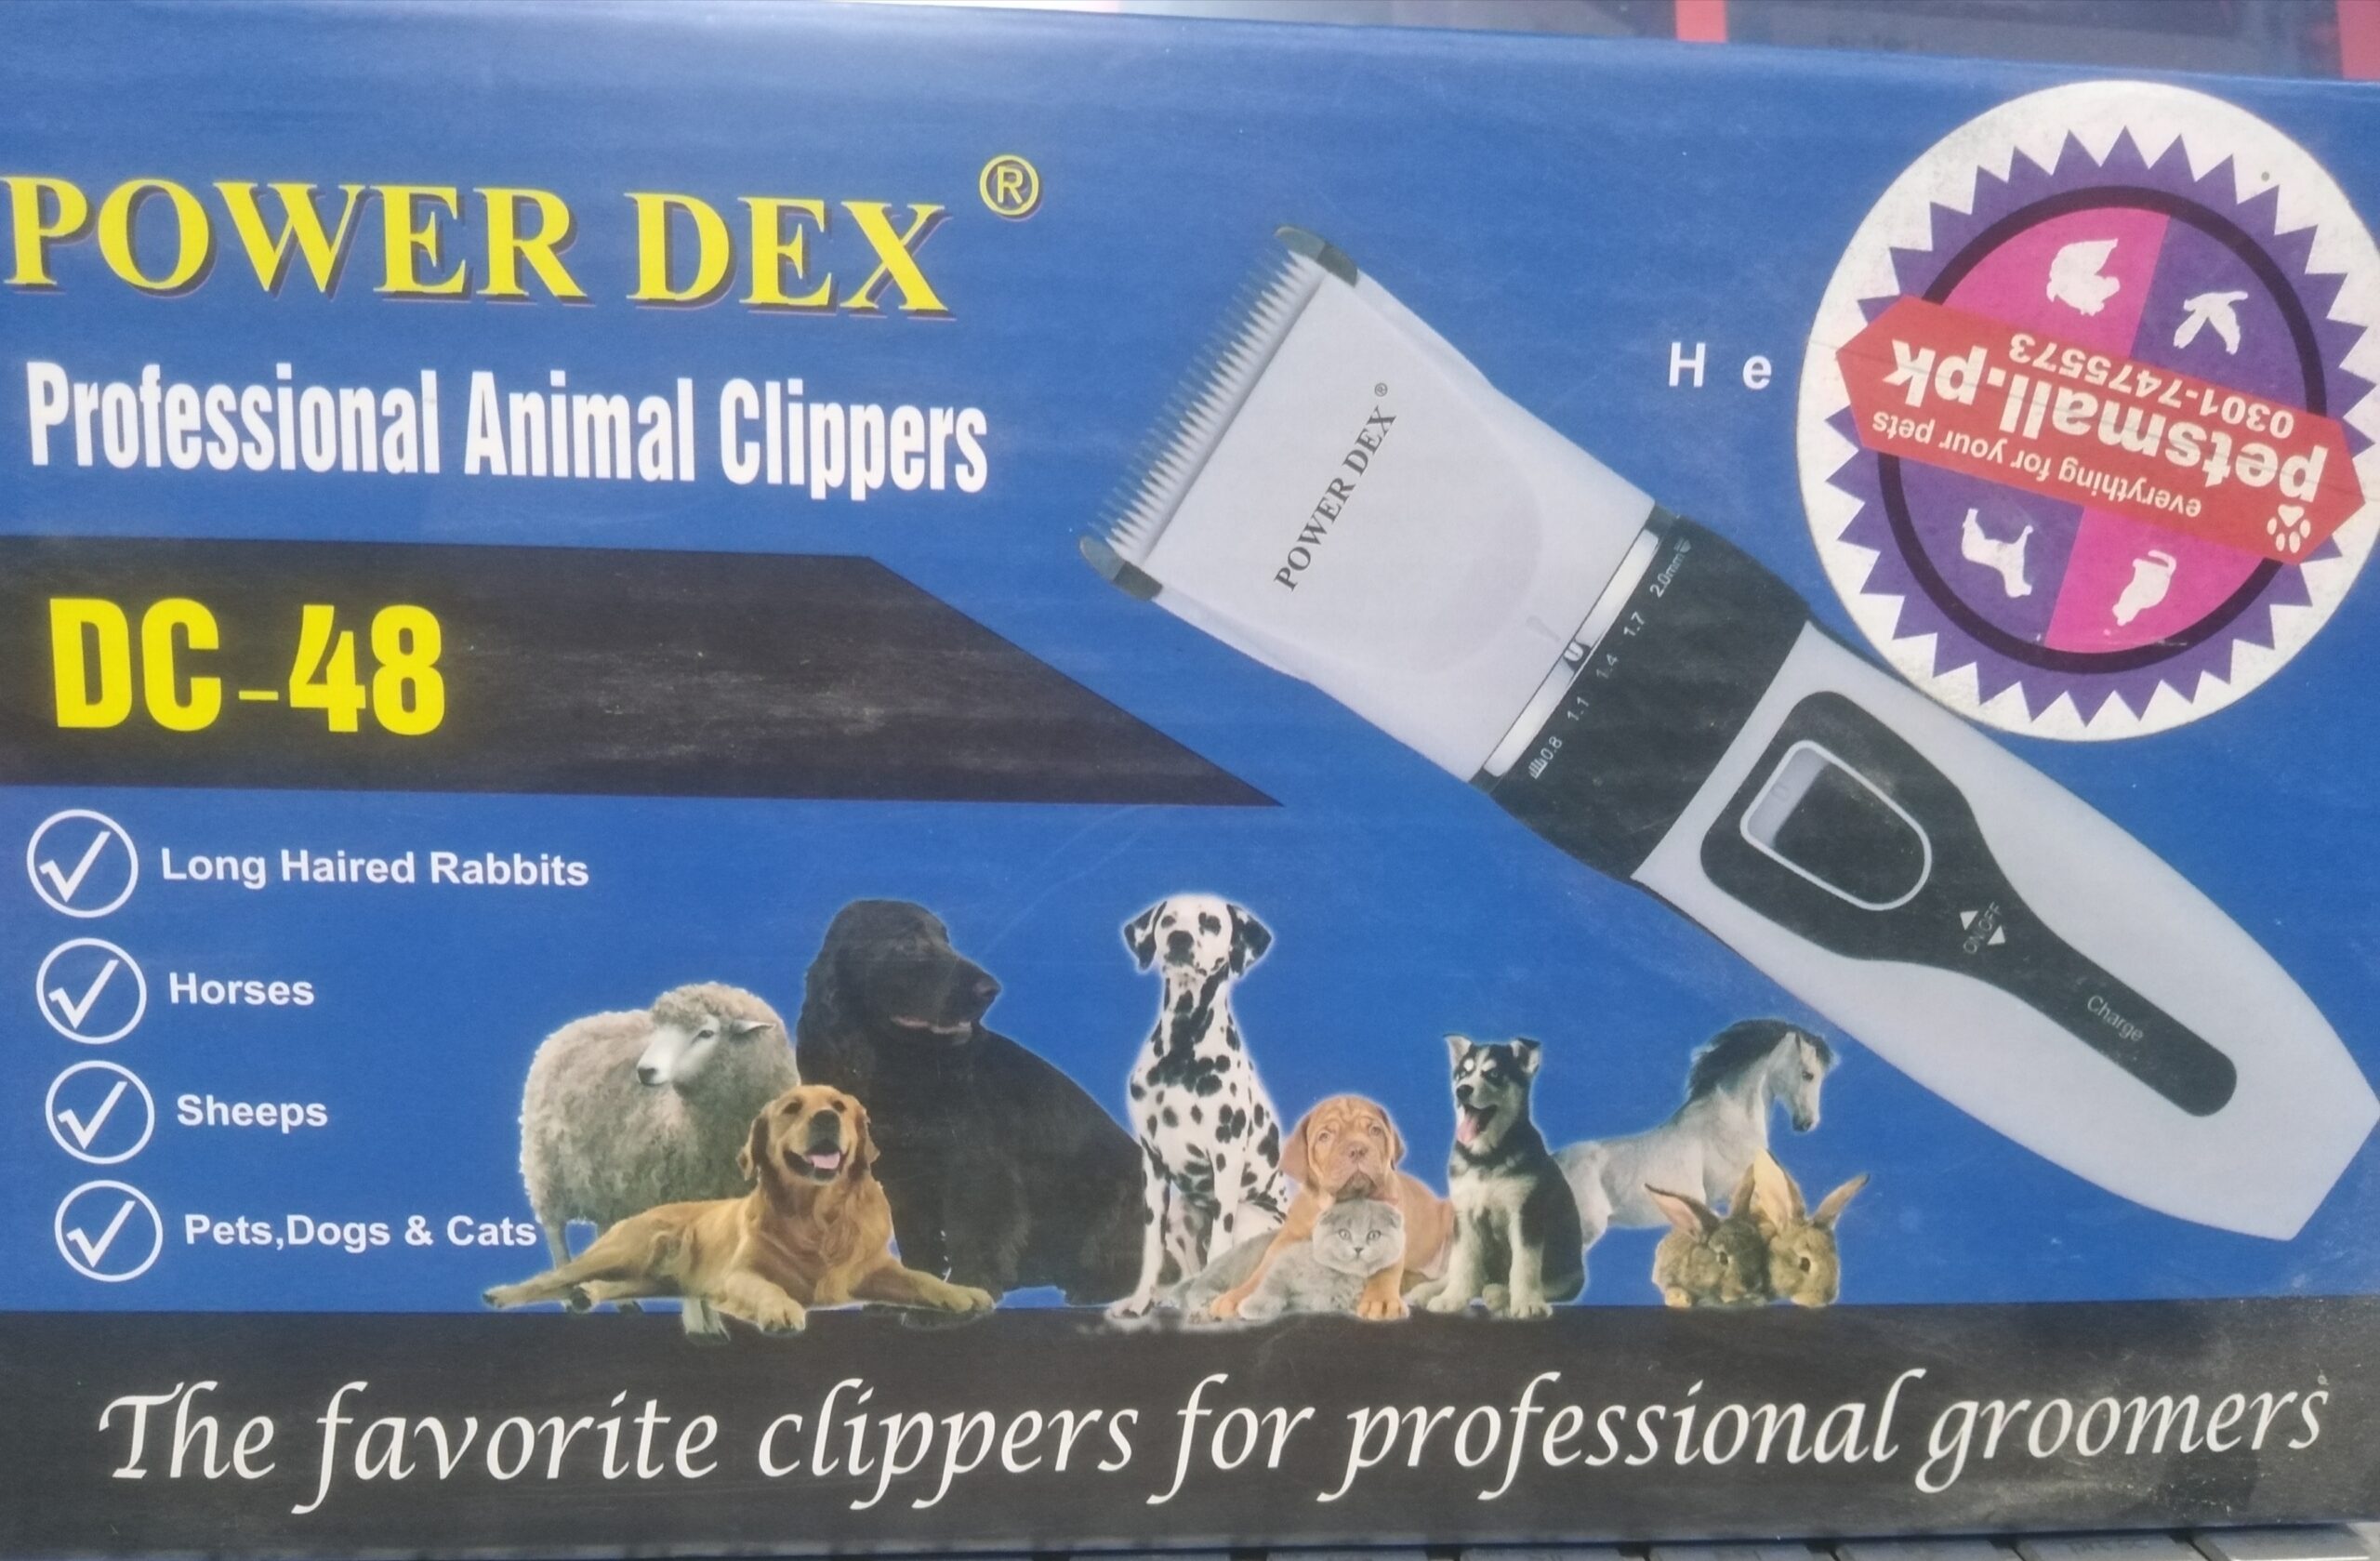 POWER DEX ®
Professional Animal Clippers
DC-48
Long Haired Rabbits
Horses
Sheeps
Pets,Dogs & Cats
POWER DEX ®
0.8 1.1 1.4 1.7 2.0mm
ON/OFF
Charge
H e
everything for your pets
petsmall.pk
0301-7475573
The favorite clippers for professional groomers